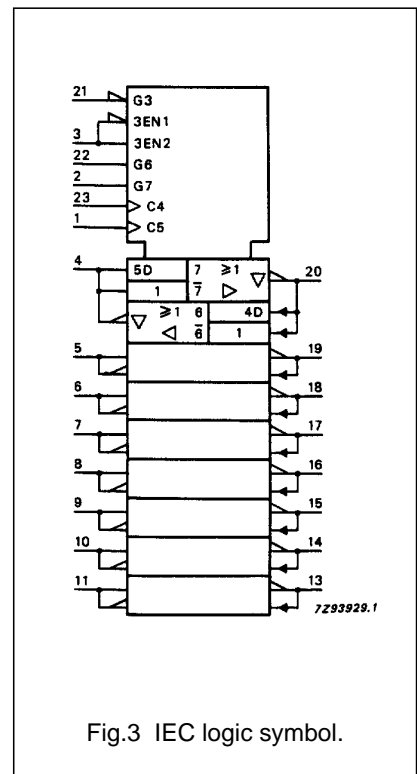 21 G3
3EN1
3 3EN2
22 G6
2 G7
23 C4
1 C5
4 5D 7 ≥1 ▽ 20
1 7̅ ▷
▽ ≥1 6 4D
◁ 6̅ 1
5 19
6 18
7 17
8 16
9 15
10 14
11 13
7Z93929.1
Fig.3 IEC logic symbol.